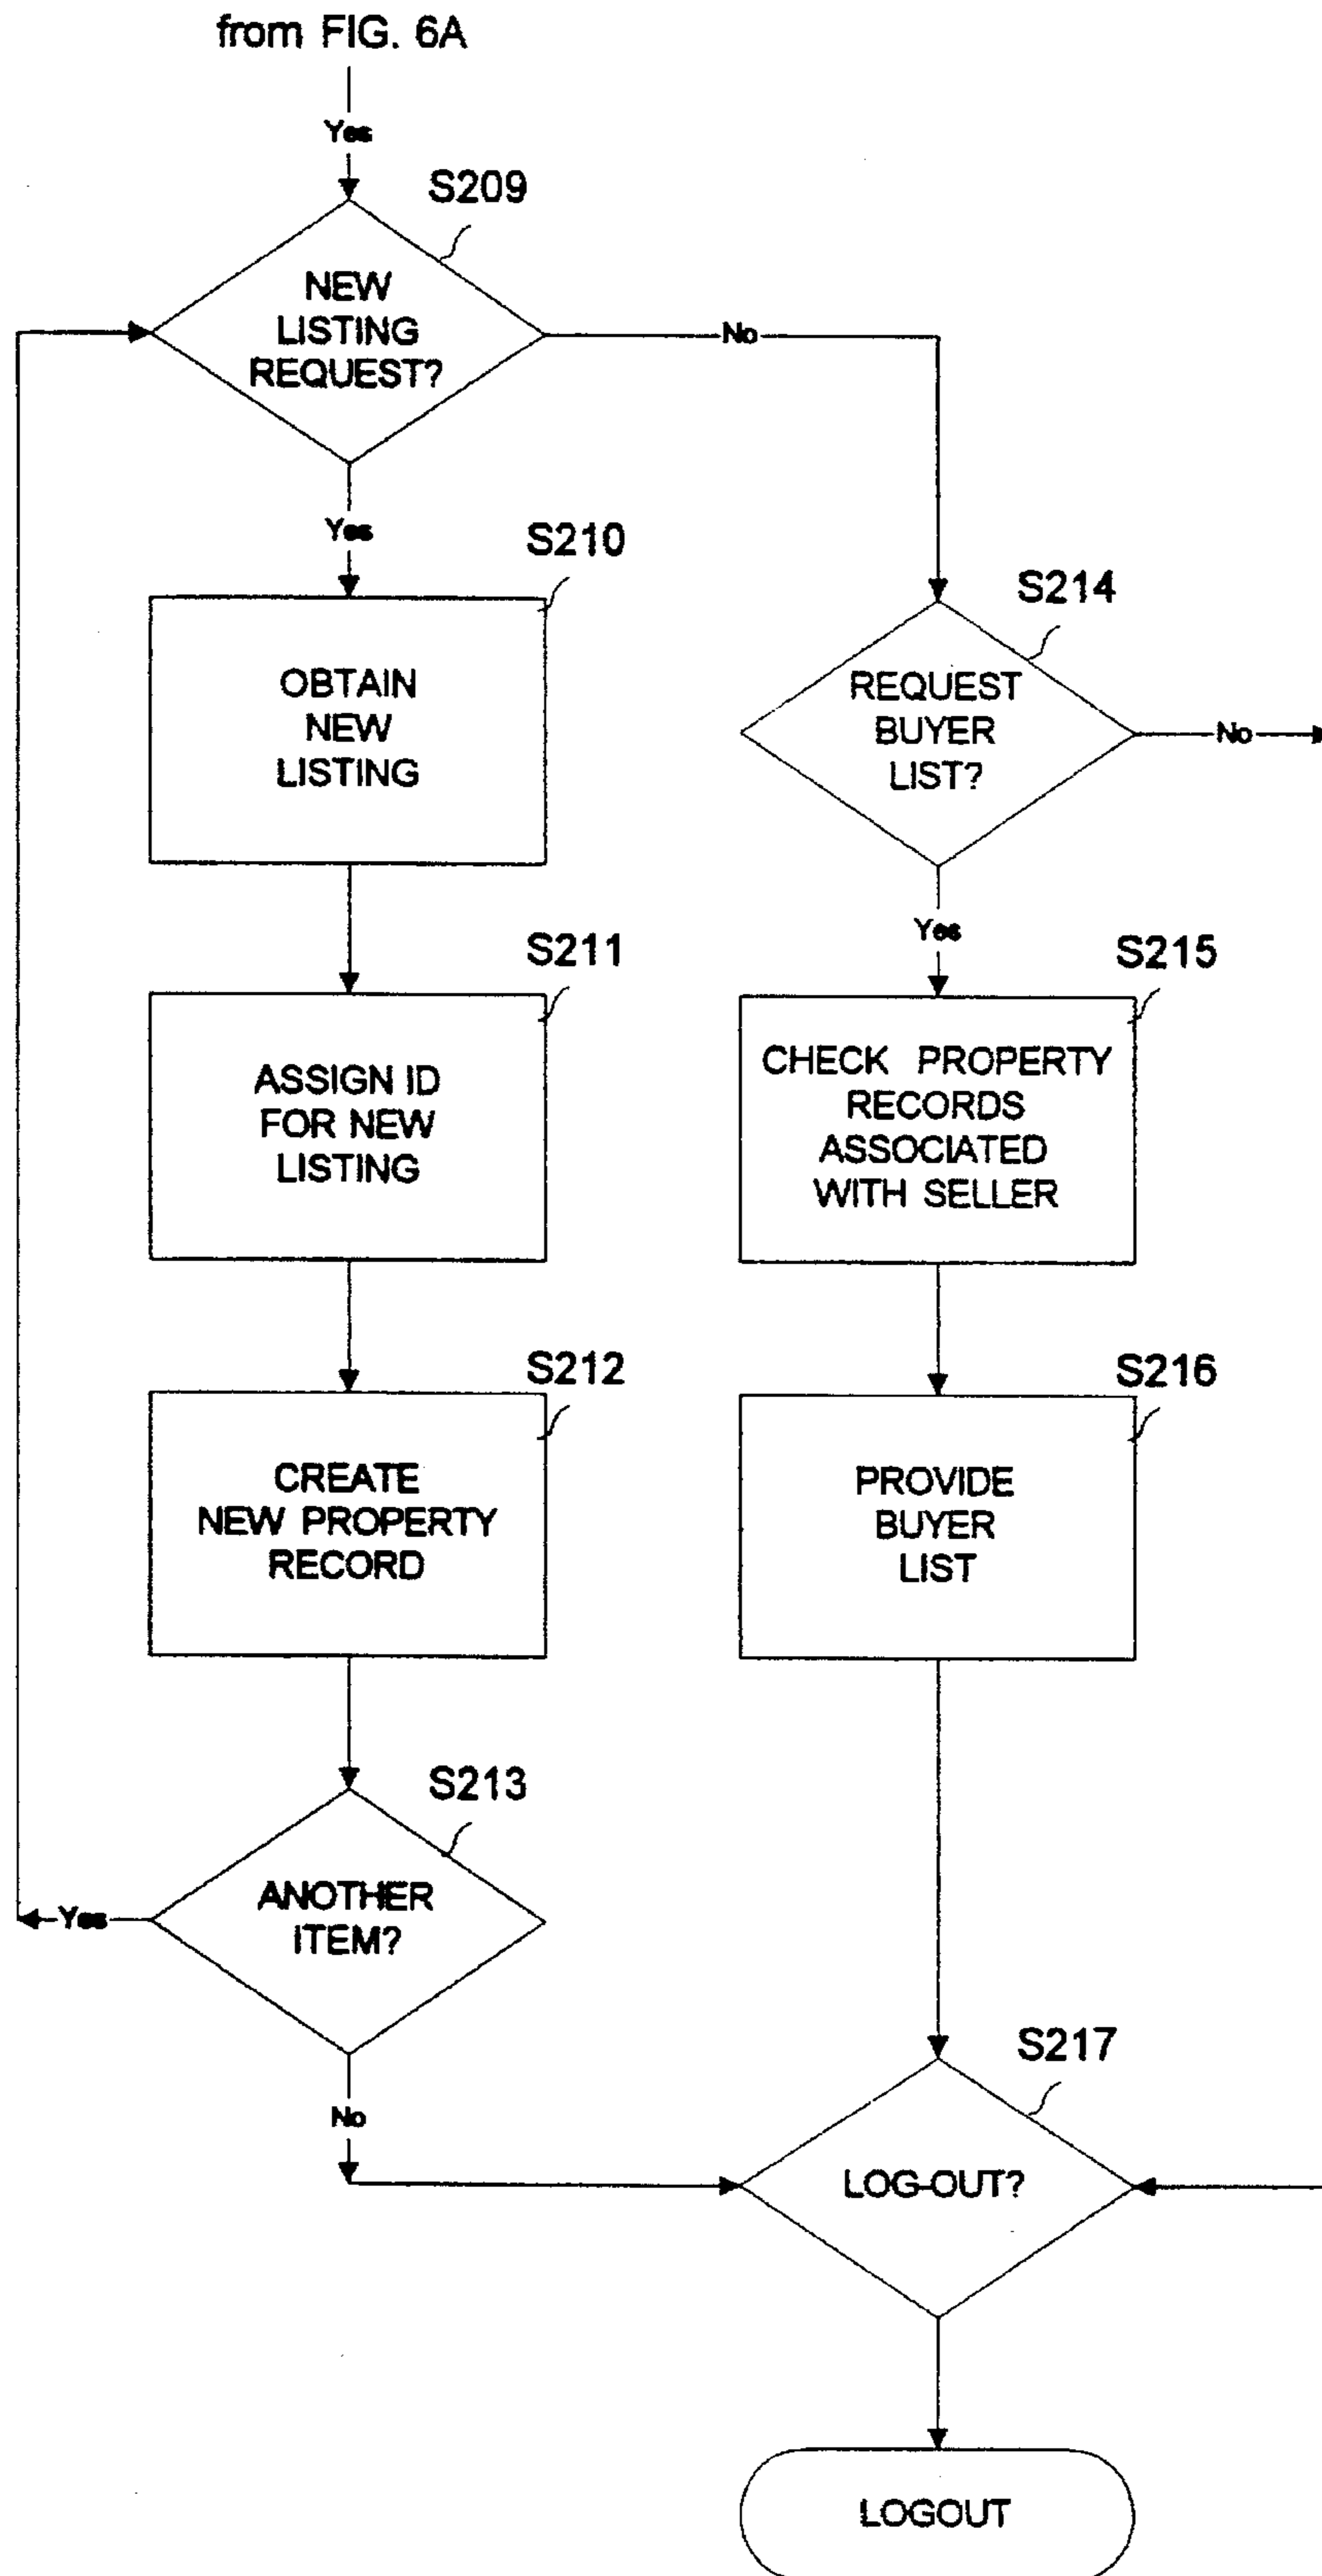 from FIG. 6A
Yes
S209
NEW
LISTING
REQUEST?
No
Yes
S210
OBTAIN
NEW
LISTING
S211
ASSIGN ID
FOR NEW
LISTING
S212
CREATE
NEW PROPERTY
RECORD
S213
ANOTHER
ITEM?
Yes
No
S214
REQUEST
BUYER
LIST?
No
Yes
S215
CHECK PROPERTY
RECORDS
ASSOCIATED
WITH SELLER
S216
PROVIDE
BUYER
LIST
S217
LOG-OUT?
LOGOUT